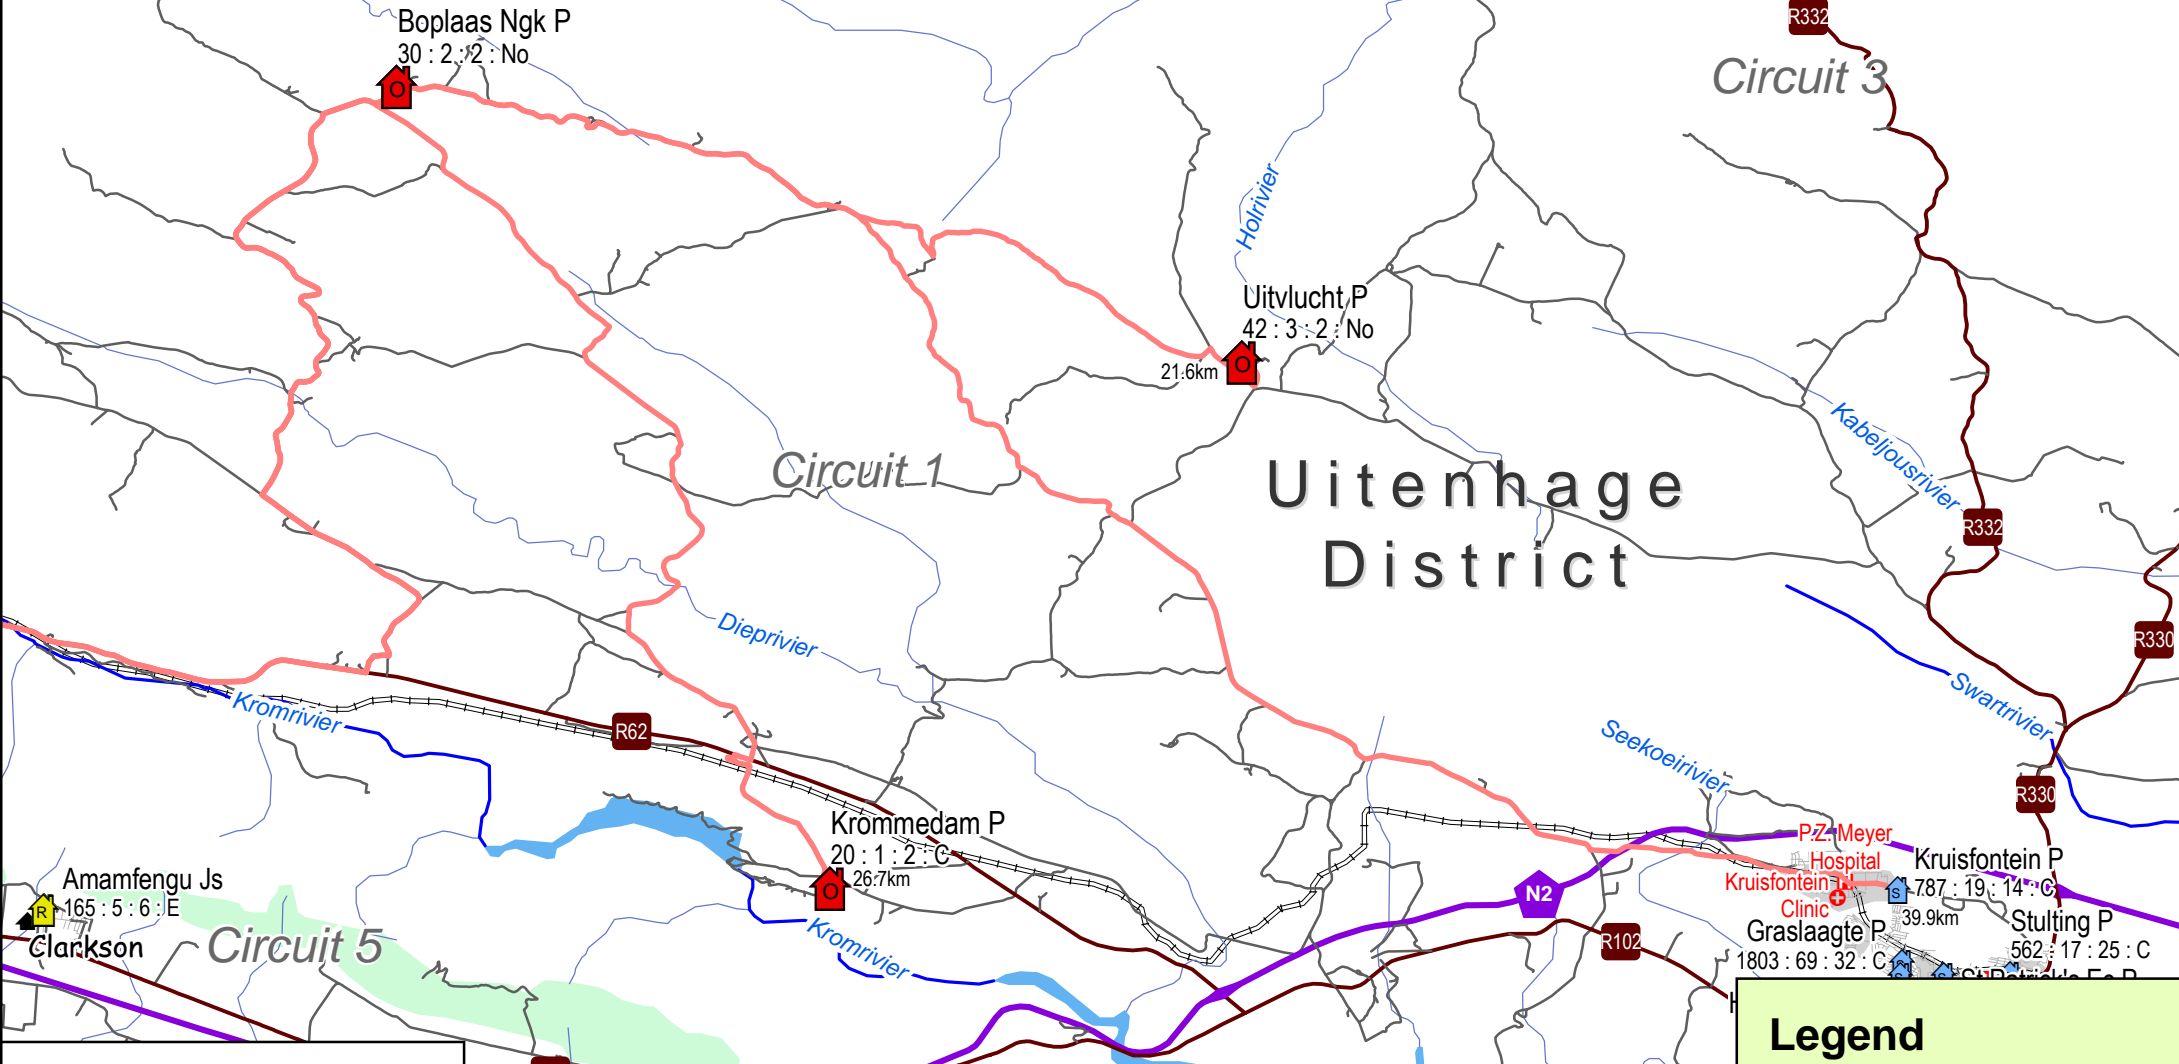 Boplaas Ngk P
30 : 2 : 2 : No
O
R332
Circuit 3
Holrivier
Uitvlucht P
42 : 3 : 2 : No
O
21.6km
Kabeljousrivier
Circuit 1
Uitenhage
District
R332
Dieprivier
R330
Swartrivier
Kromrivier
R62
Seekoeirivier
R330
Krommedam P
20 : 1 : 2 : C
O
26.7km
P.Z. Meyer
Hospital
Kruisfontein
Clinic
Kruisfontein P
787 : 19 : 14 : C
S
39.9km
N2
Amamfengu Js
165 : 5 : 6 : E
R
Clarkson
Circuit 5
Kromrivier
R102
Graslaagte P
1803 : 69 : 32 : C
Stulting P
562 : 17 : 25 : C
St Patrick's Ec P
Legend